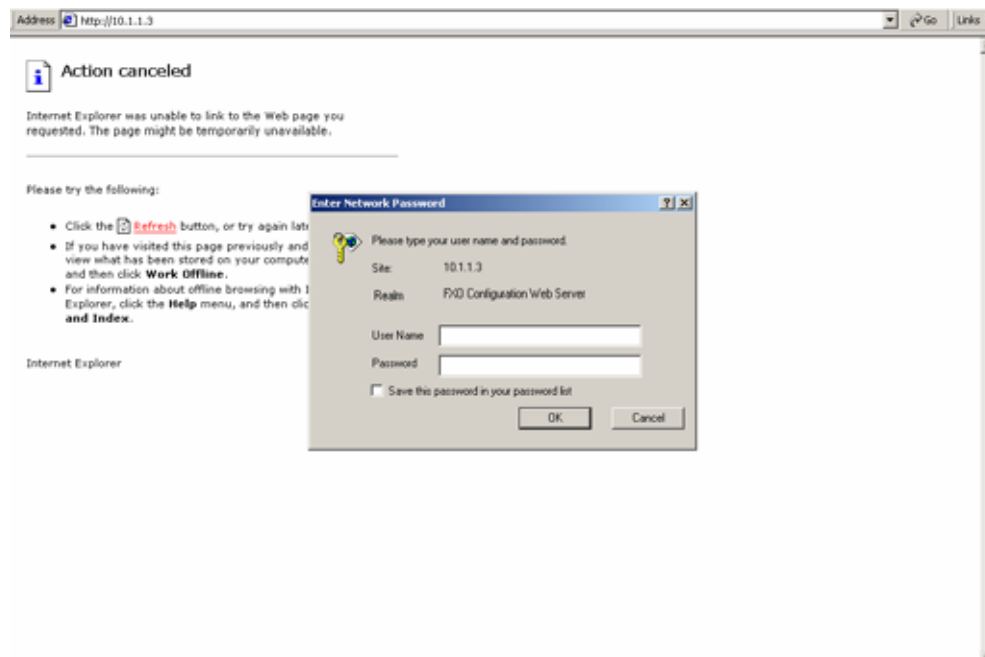 Address http://10.1.1.3 Go Links
Action canceled
Internet Explorer was unable to link to the Web page you
requested. The page might be temporarily unavailable.
Please try the following:
Click the Refresh button, or try again
If you have visited this page previously and
view what has been stored on your
and then click Work Offline.
For information about offline browsing with
Explorer, click the Help menu, and then
and Index.
Internet Explorer
Enter Network Password
Please type your user name and password.
Site: 10.1.1.3
Realm FXO Configuration Web Server
User Name
Password
Save this password in your password list
OK Cancel